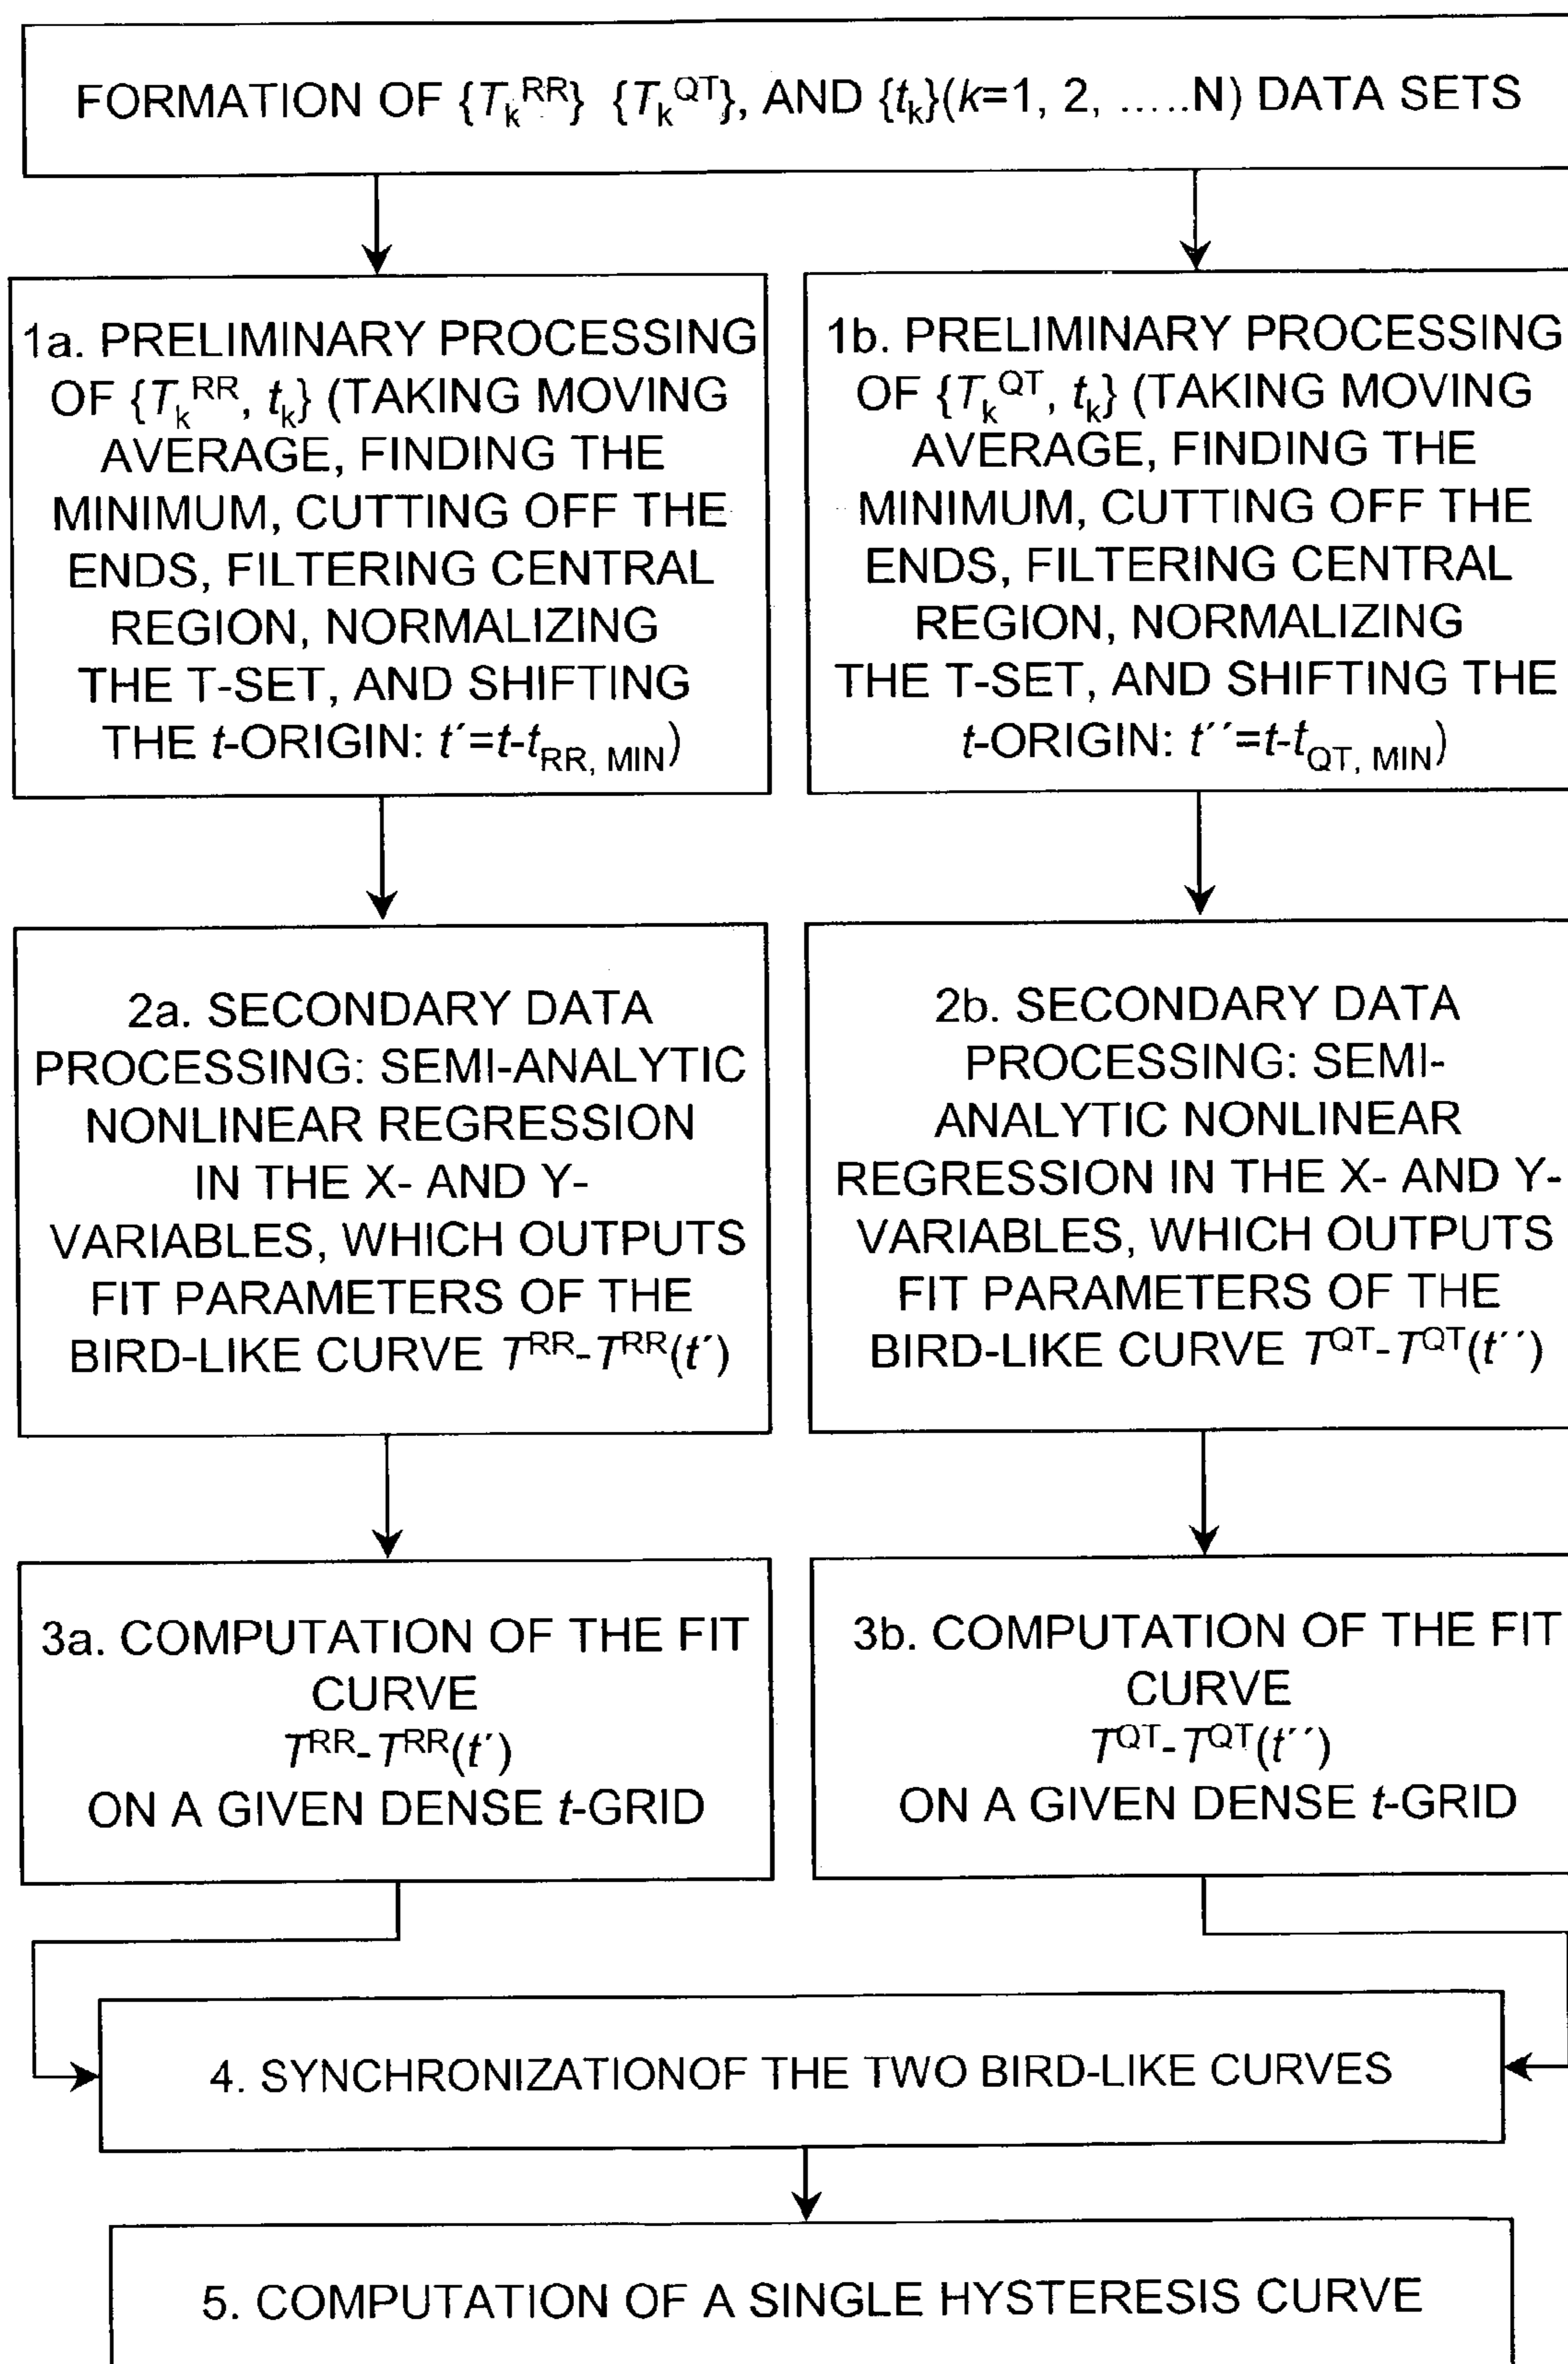 FORMATION OF {T_k^RR} {T_k^QT}, AND {t_k}(k=1, 2, .....N) DATA SETS
1a. PRELIMINARY PROCESSING
OF {T_k^RR, t_k} (TAKING MOVING
AVERAGE, FINDING THE
MINIMUM, CUTTING OFF THE
ENDS, FILTERING CENTRAL
REGION, NORMALIZING
THE T-SET, AND SHIFTING
THE t-ORIGIN: t´=t-t_RR, MIN)
1b. PRELIMINARY PROCESSING
OF {T_k^QT, t_k} (TAKING MOVING
AVERAGE, FINDING THE
MINIMUM, CUTTING OFF THE
ENDS, FILTERING CENTRAL
REGION, NORMALIZING
THE T-SET, AND SHIFTING THE
t-ORIGIN: t´´=t-t_QT, MIN)
2a. SECONDARY DATA
PROCESSING: SEMI-ANALYTIC
NONLINEAR REGRESSION
IN THE X- AND Y-
VARIABLES, WHICH OUTPUTS
FIT PARAMETERS OF THE
BIRD-LIKE CURVE T^RR-T^RR(t´)
2b. SECONDARY DATA
PROCESSING: SEMI-
ANALYTIC NONLINEAR
REGRESSION IN THE X- AND Y-
VARIABLES, WHICH OUTPUTS
FIT PARAMETERS OF THE
BIRD-LIKE CURVE T^QT-T^QT(t´´)
3a. COMPUTATION OF THE FIT
CURVE
T^RR-T^RR(t´)
ON A GIVEN DENSE t-GRID
3b. COMPUTATION OF THE FIT
CURVE
T^QT-T^QT(t´´)
ON A GIVEN DENSE t-GRID
4. SYNCHRONIZATIONOF THE TWO BIRD-LIKE CURVES
5. COMPUTATION OF A SINGLE HYSTERESIS CURVE